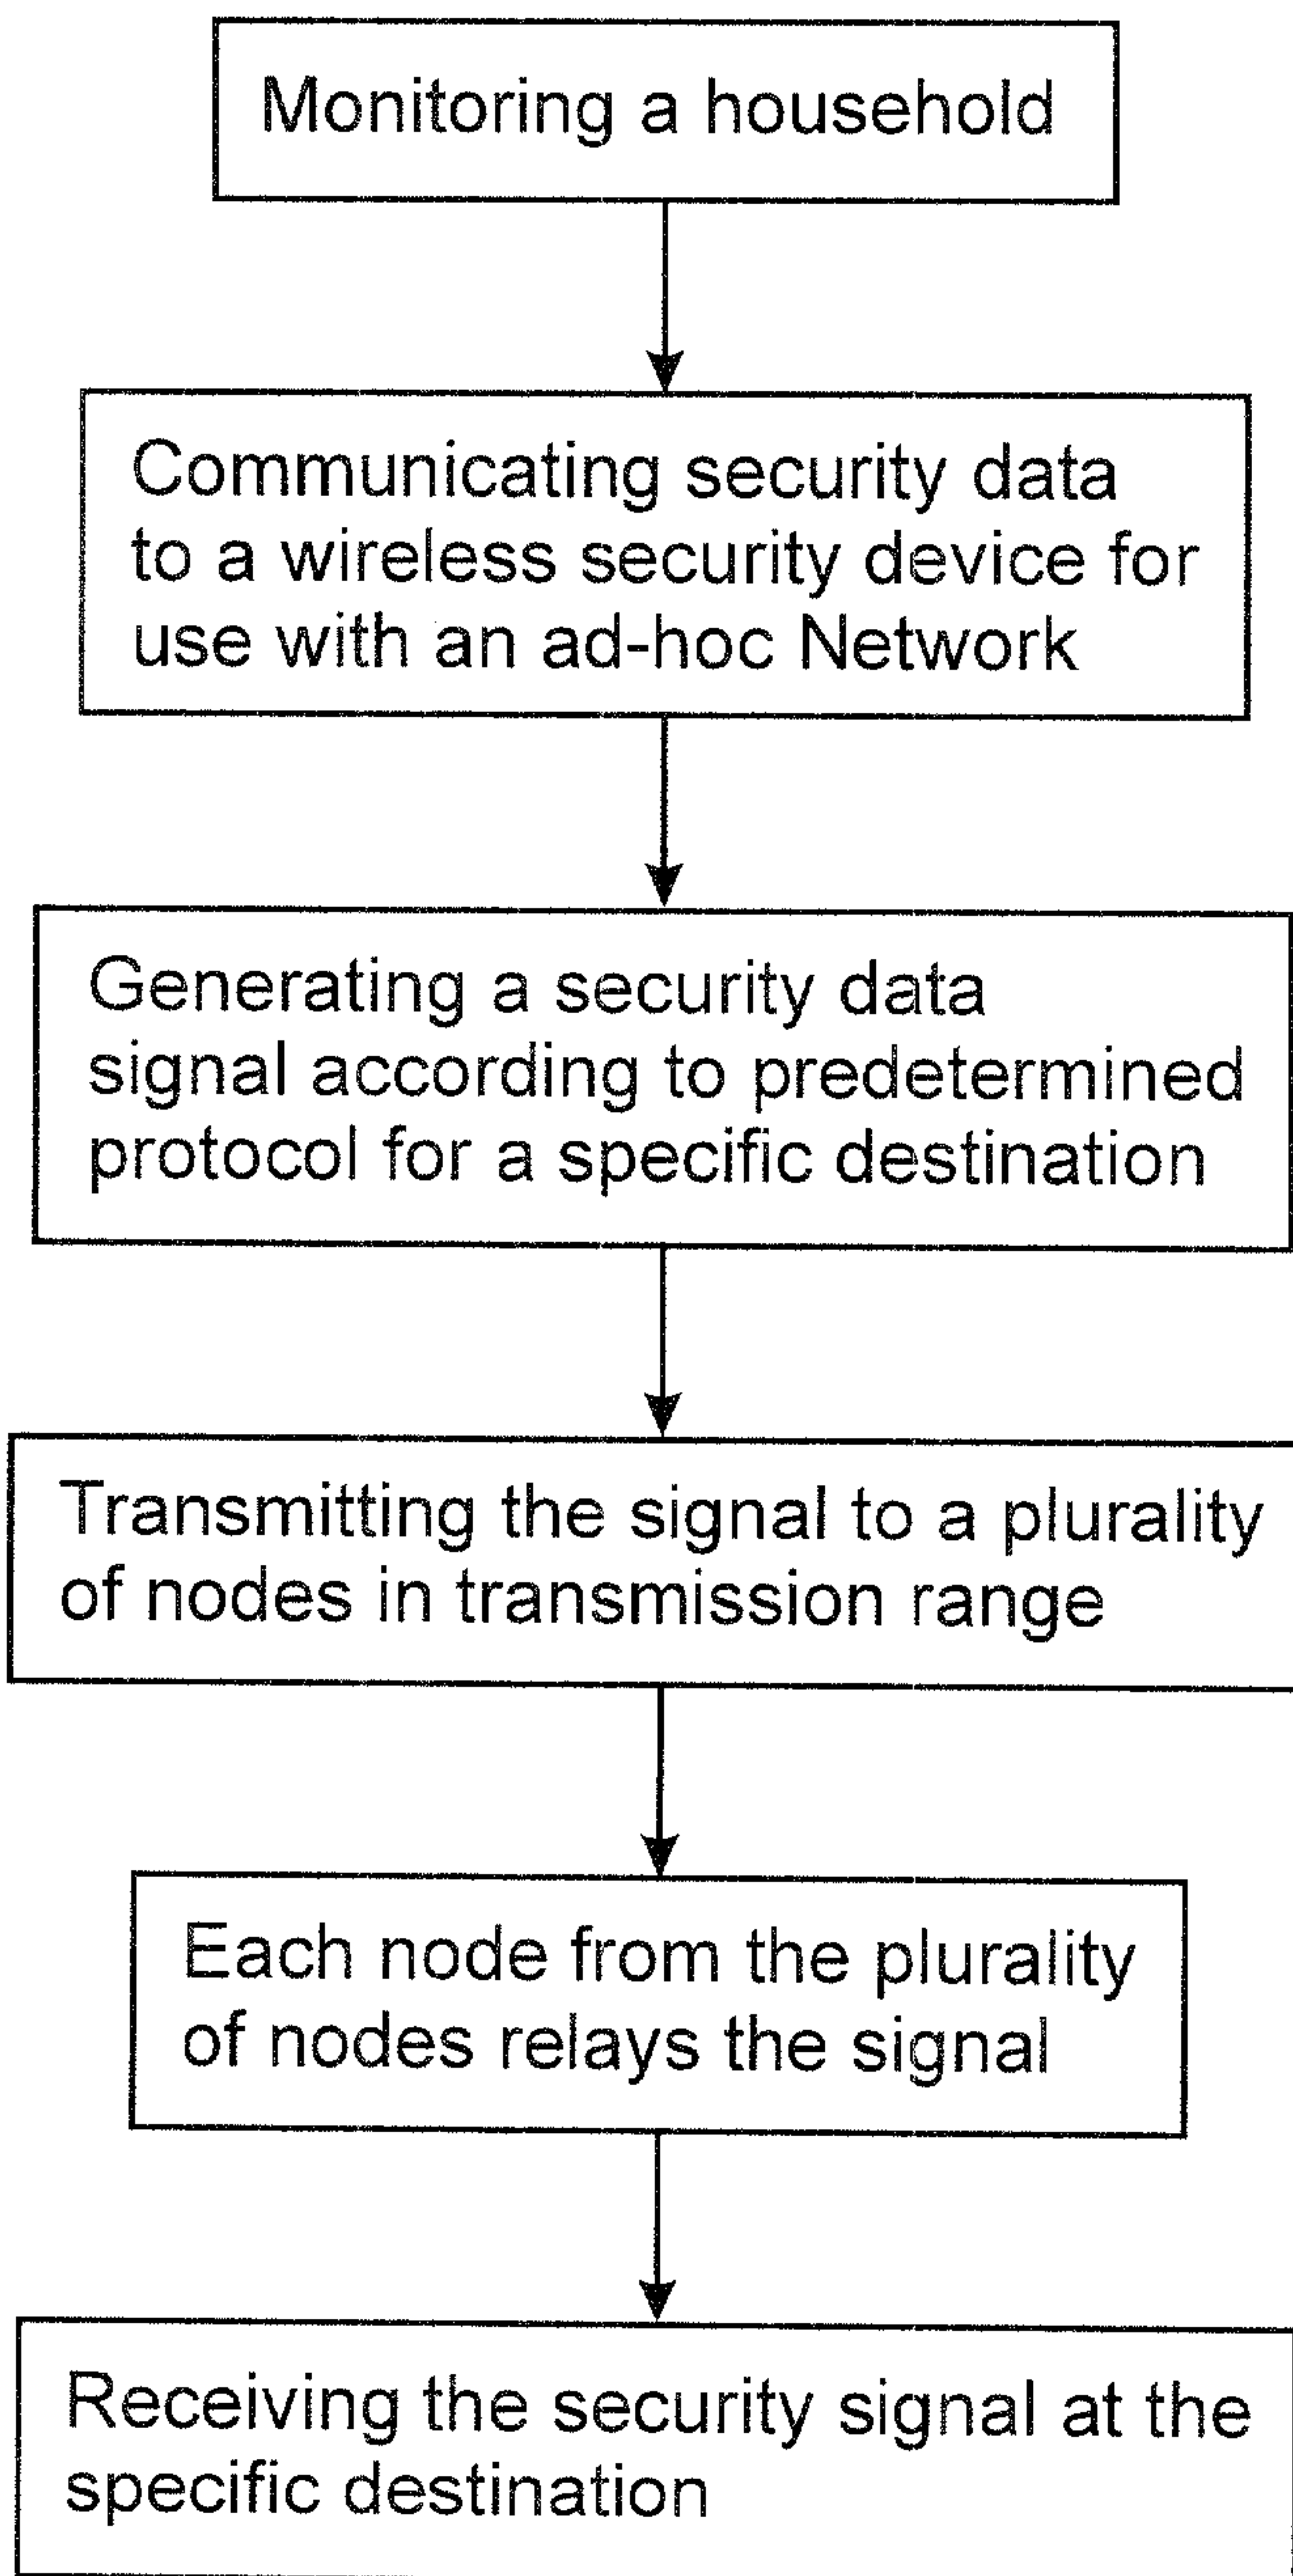 Monitoring a household
Communicating security data
to a wireless security device for
use with an ad-hoc Network
Generating a security data
signal according to predetermined
protocol for a specific destination
Transmitting the signal to a plurality
of nodes in transmission range
Each node from the plurality
of nodes relays the signal
Receiving the security signal at the
specific destination